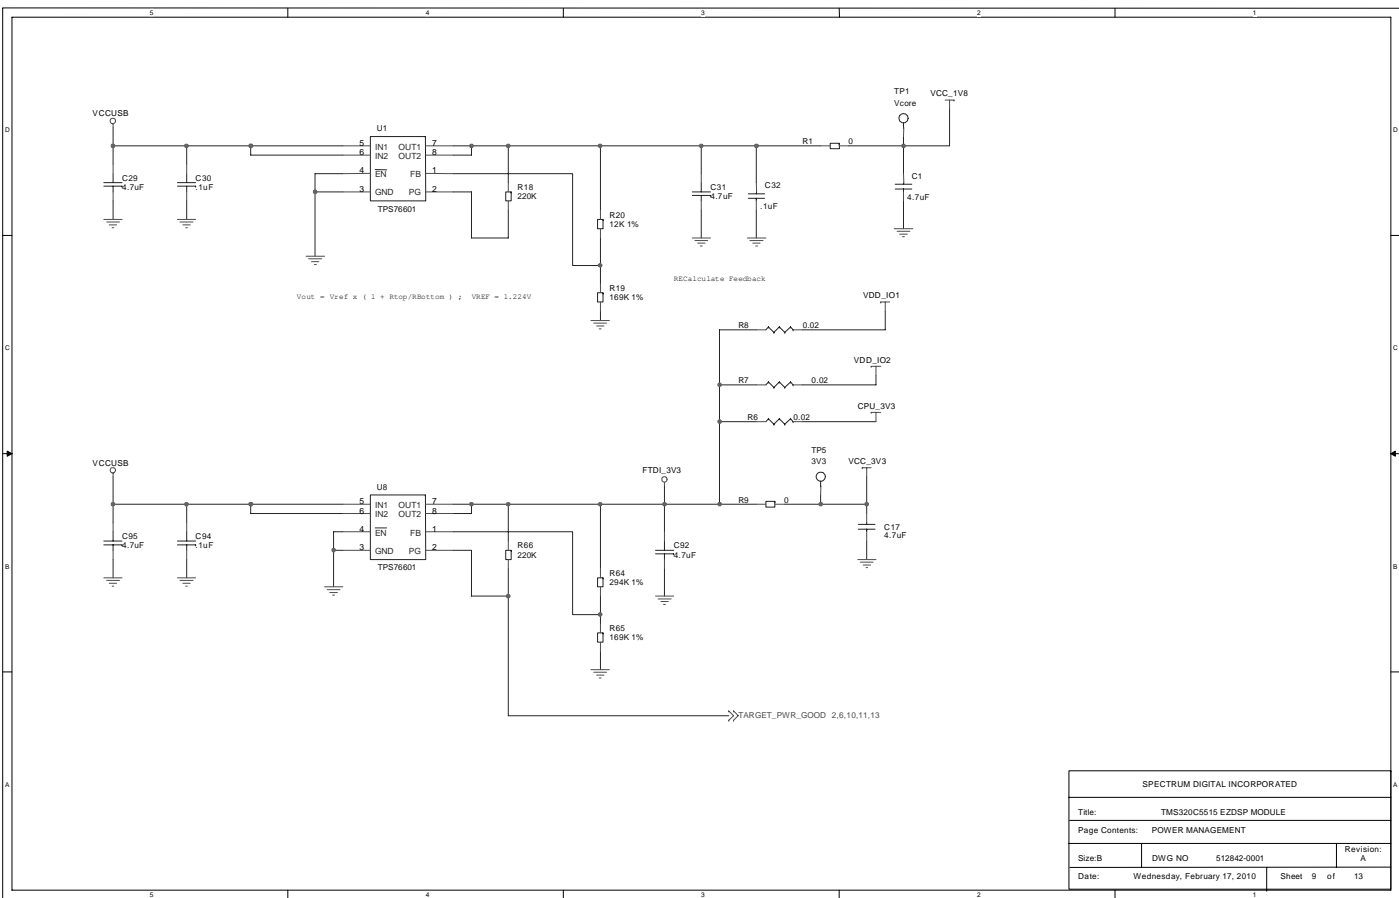 5 4 3 2 1
D
C
B
A
TP1
Vcore
VCC_1V8
VCCUSB
U1
5 IN1 OUT1 7
6 IN2 OUT2 8
4 EN FB 1
3 GND PG 2
TPS76601
R1 0
C29
4.7uF
C30
.1uF
R18
220K
C31
4.7uF
C32
.1uF
C1
4.7uF
R20
12K 1%
RECalculate Feedback
R19
169K 1%
Vout = Vref x ( 1 + Rtop/RBottom ) ; VREF = 1.224V
VDD_IO1
R8 0.02
VDD_IO2
R7 0.02
CPU_3V3
R6 0.02
TP5
3V3
VCC_3V3
VCCUSB
FTDI_3V3
U8
5 IN1 OUT1 7
6 IN2 OUT2 8
4 EN FB 1
3 GND PG 2
TPS76601
R9 0
C95
4.7uF
C94
.1uF
R66
220K
C92
4.7uF
C17
4.7uF
R64
294K 1%
R65
169K 1%
TARGET_PWR_GOOD 2,6,10,11,13
SPECTRUM DIGITAL INCORPORATED
Title: TMS320C5515 EZDSP MODULE
Page Contents: POWER MANAGEMENT
Size:B DWG NO 512842-0001 Revision:
A
Date: Wednesday, February 17, 2010 Sheet 9 of 13
D
C
B
A
5 4 3 2 1